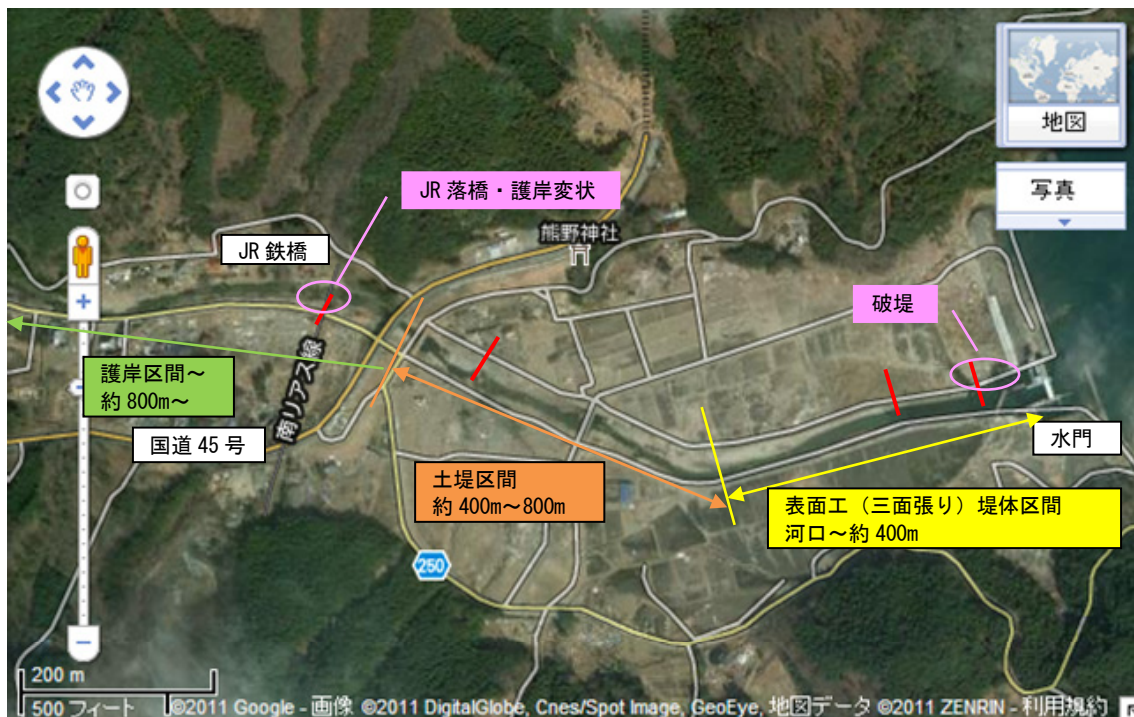 地図
写真
JR 落橋・護岸変状
熊野神社
JR 鉄橋
破堤
護岸区間～
約 800m～
南リアス線
国道 45 号
水門
土堤区間
約 400m～800m
表面工（三面張り）堤体区間
河口～約 400m
250
200 m
500 フィート
©2011 Google - 画像 ©2011 DigitalGlobe, Cnes/Spot Image, GeoEye, 地図データ ©2011 ZENRIN - 利用規約